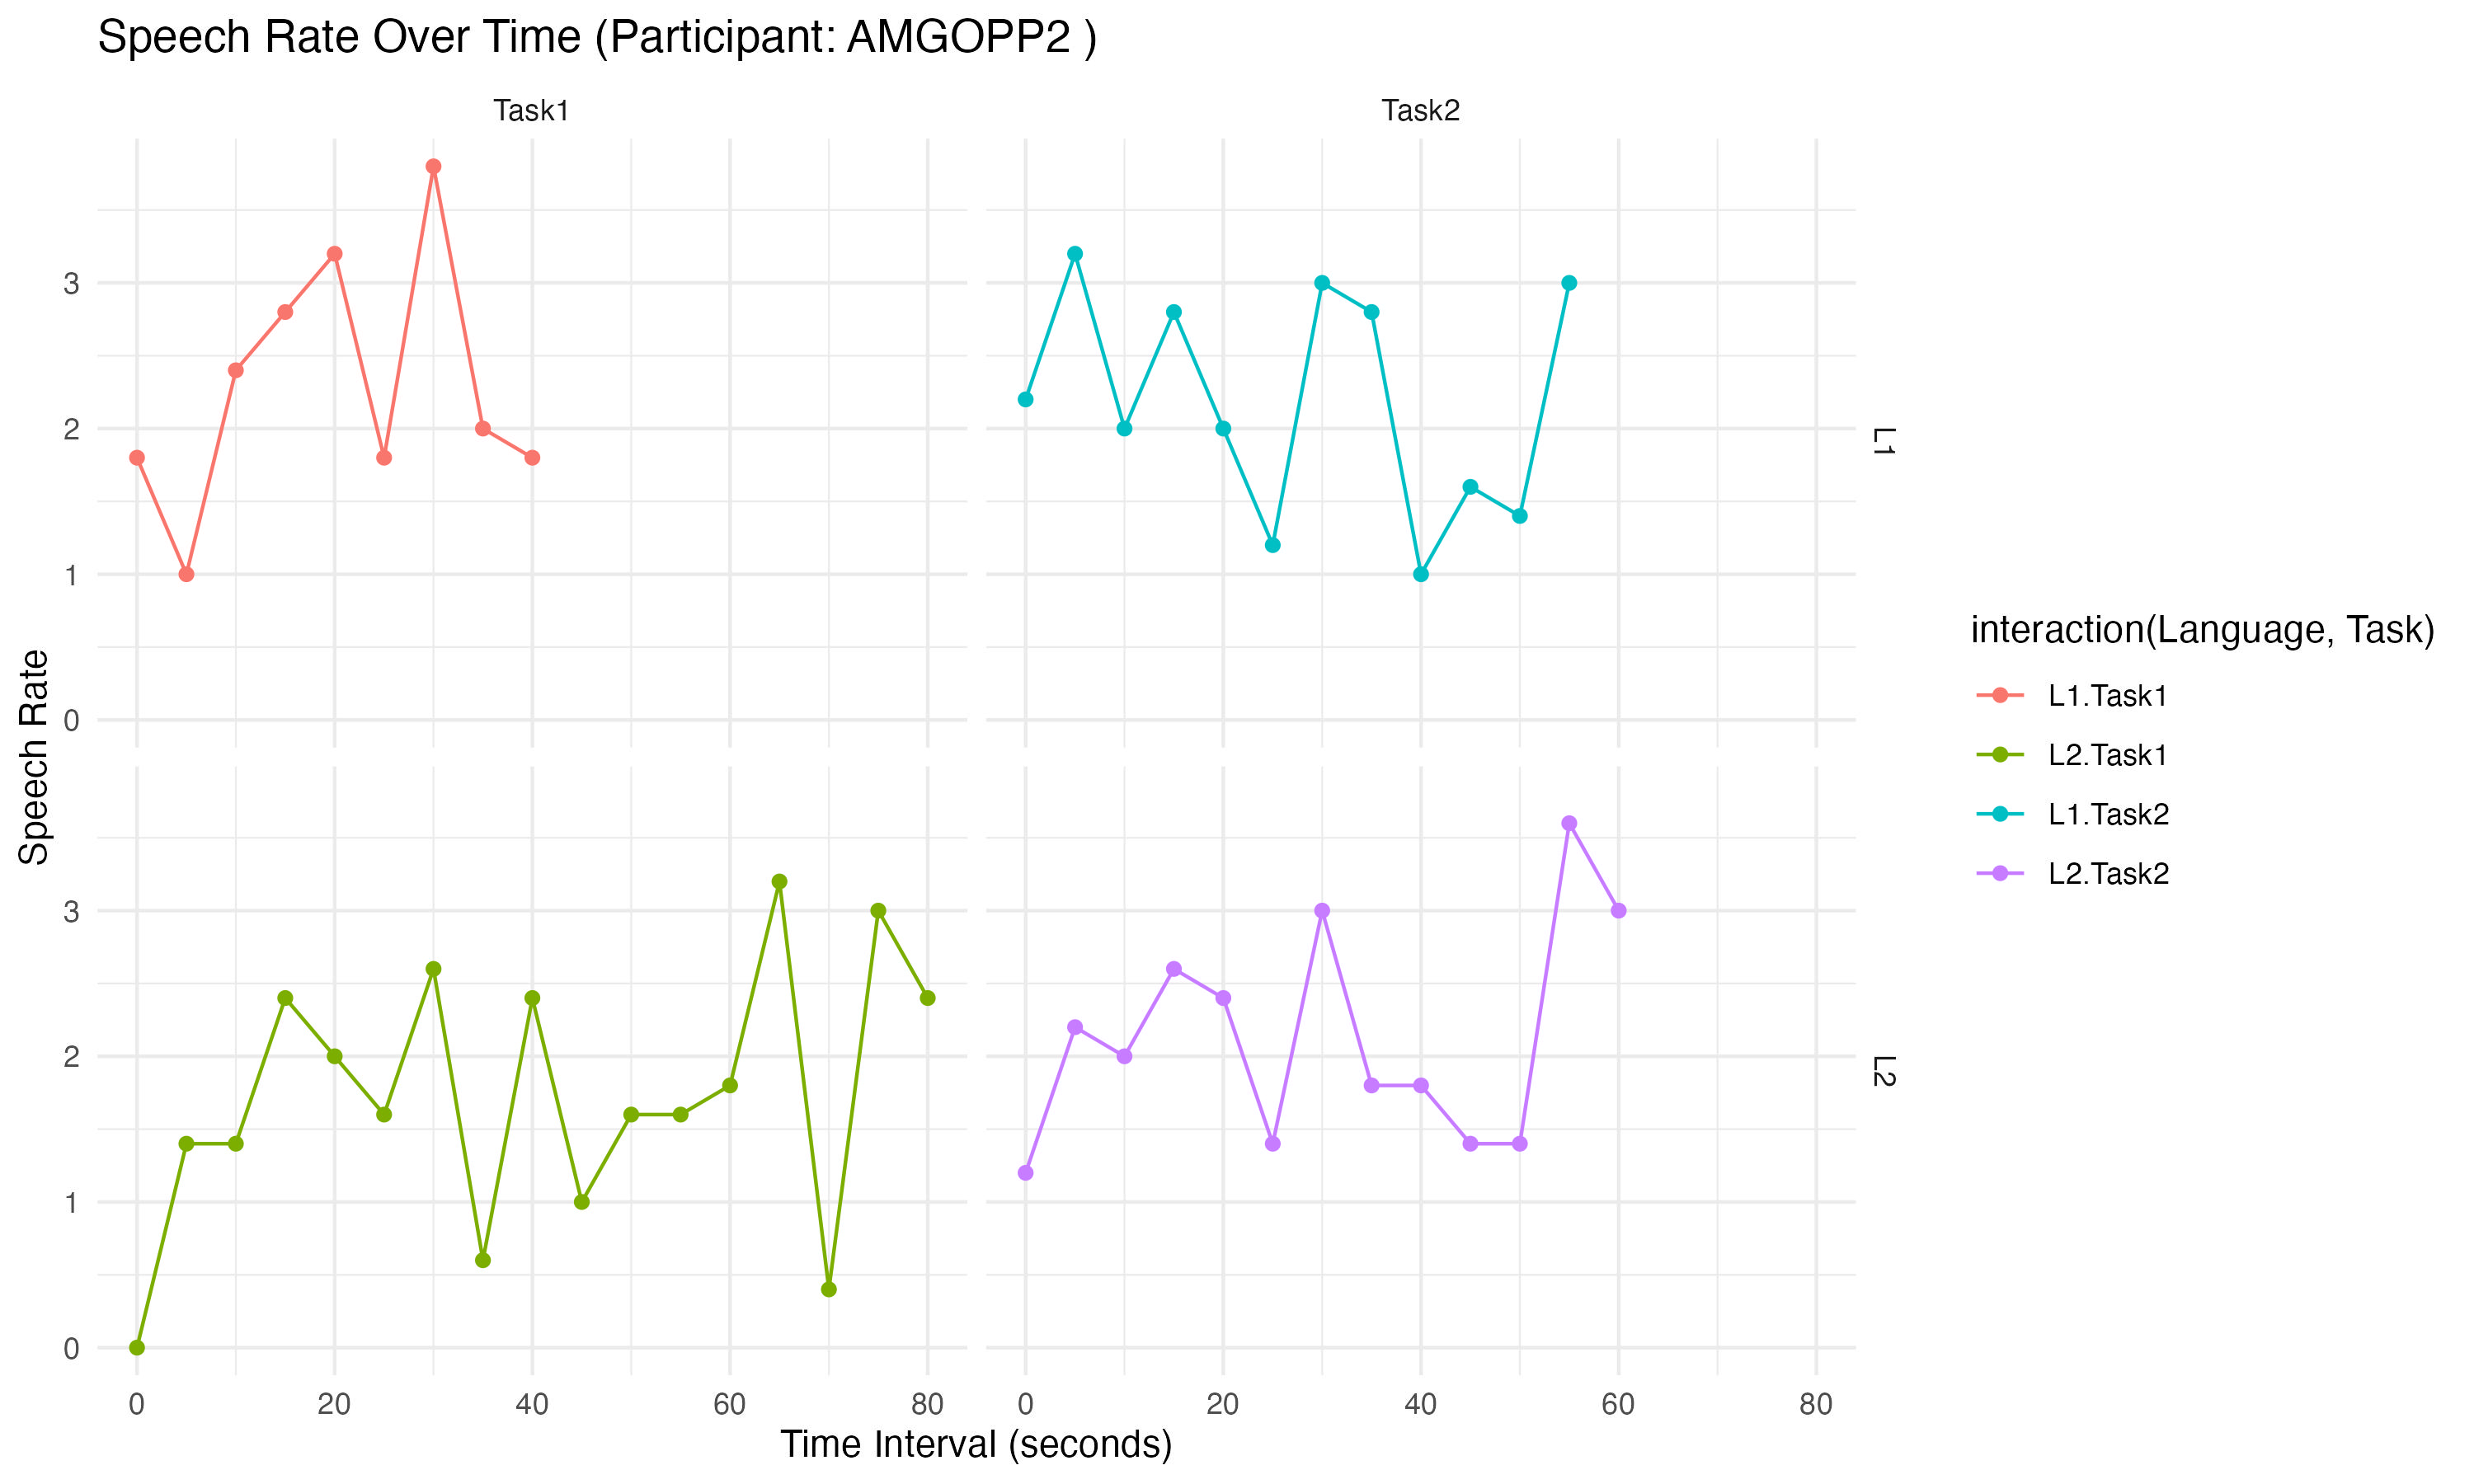 Speech Rate Over Time (Participant: AMGOPP2 )
Task1
Task2
3
2
1
0
L1
Speech Rate
3
2
1
0
L2
0
20
40
60
80
0
20
40
60
80
Time Interval (seconds)
interaction(Language, Task)
L1.Task1
L2.Task1
L1.Task2
L2.Task2